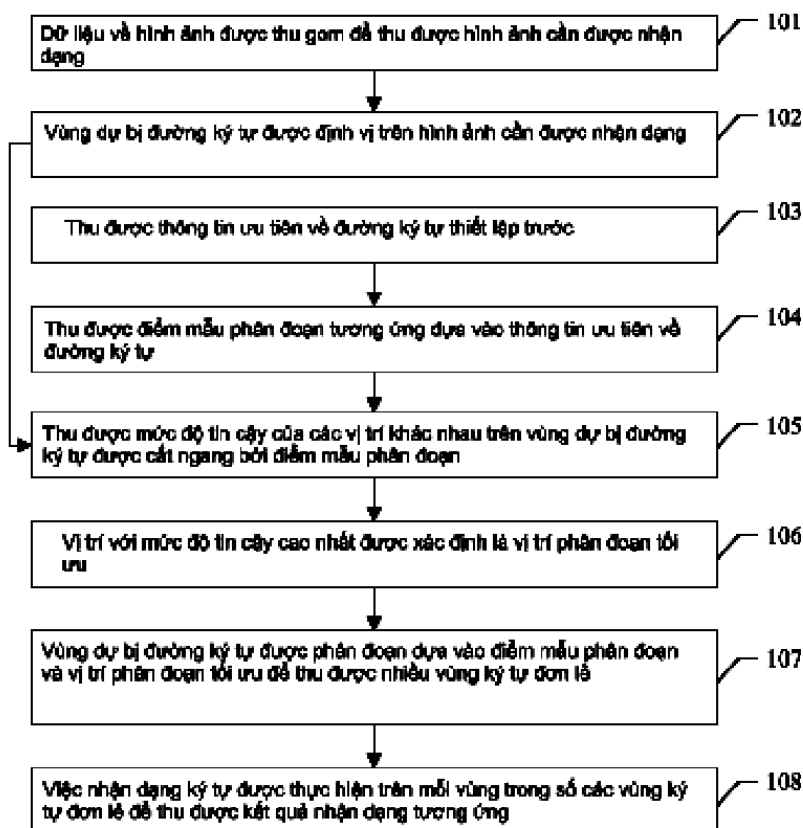 Dữ liệu về hình ảnh được thu gom để thu được hình ảnh cần được nhận
dạng
101
Vùng dự bị đường ký tự được định vị trên hình ảnh cần được nhận dạng
102
Thu được thông tin ưu tiên về đường ký tự thiết lập trước
103
Thu được điểm mẫu phân đoạn tương ứng dựa vào thông tin ưu tiên về
đường ký tự
104
Thu được mức độ tin cậy của các vị trí khác nhau trên vùng dự bị đường
ký tự được cắt ngang bởi điểm mẫu phân đoạn
105
Vị trí với mức độ tin cậy cao nhất được xác định là vị trí phân đoạn tối
ưu
106
Vùng dự bị đường ký tự được phân đoạn dựa vào điểm mẫu phân đoạn
và vị trí phân đoạn tối ưu để thu được nhiều vùng ký tự đơn lẻ
107
Việc nhận dạng ký tự được thực hiện trên mỗi vùng trong số các vùng ký
tự đơn lẻ để thu được kết quả nhận dạng tương ứng
108